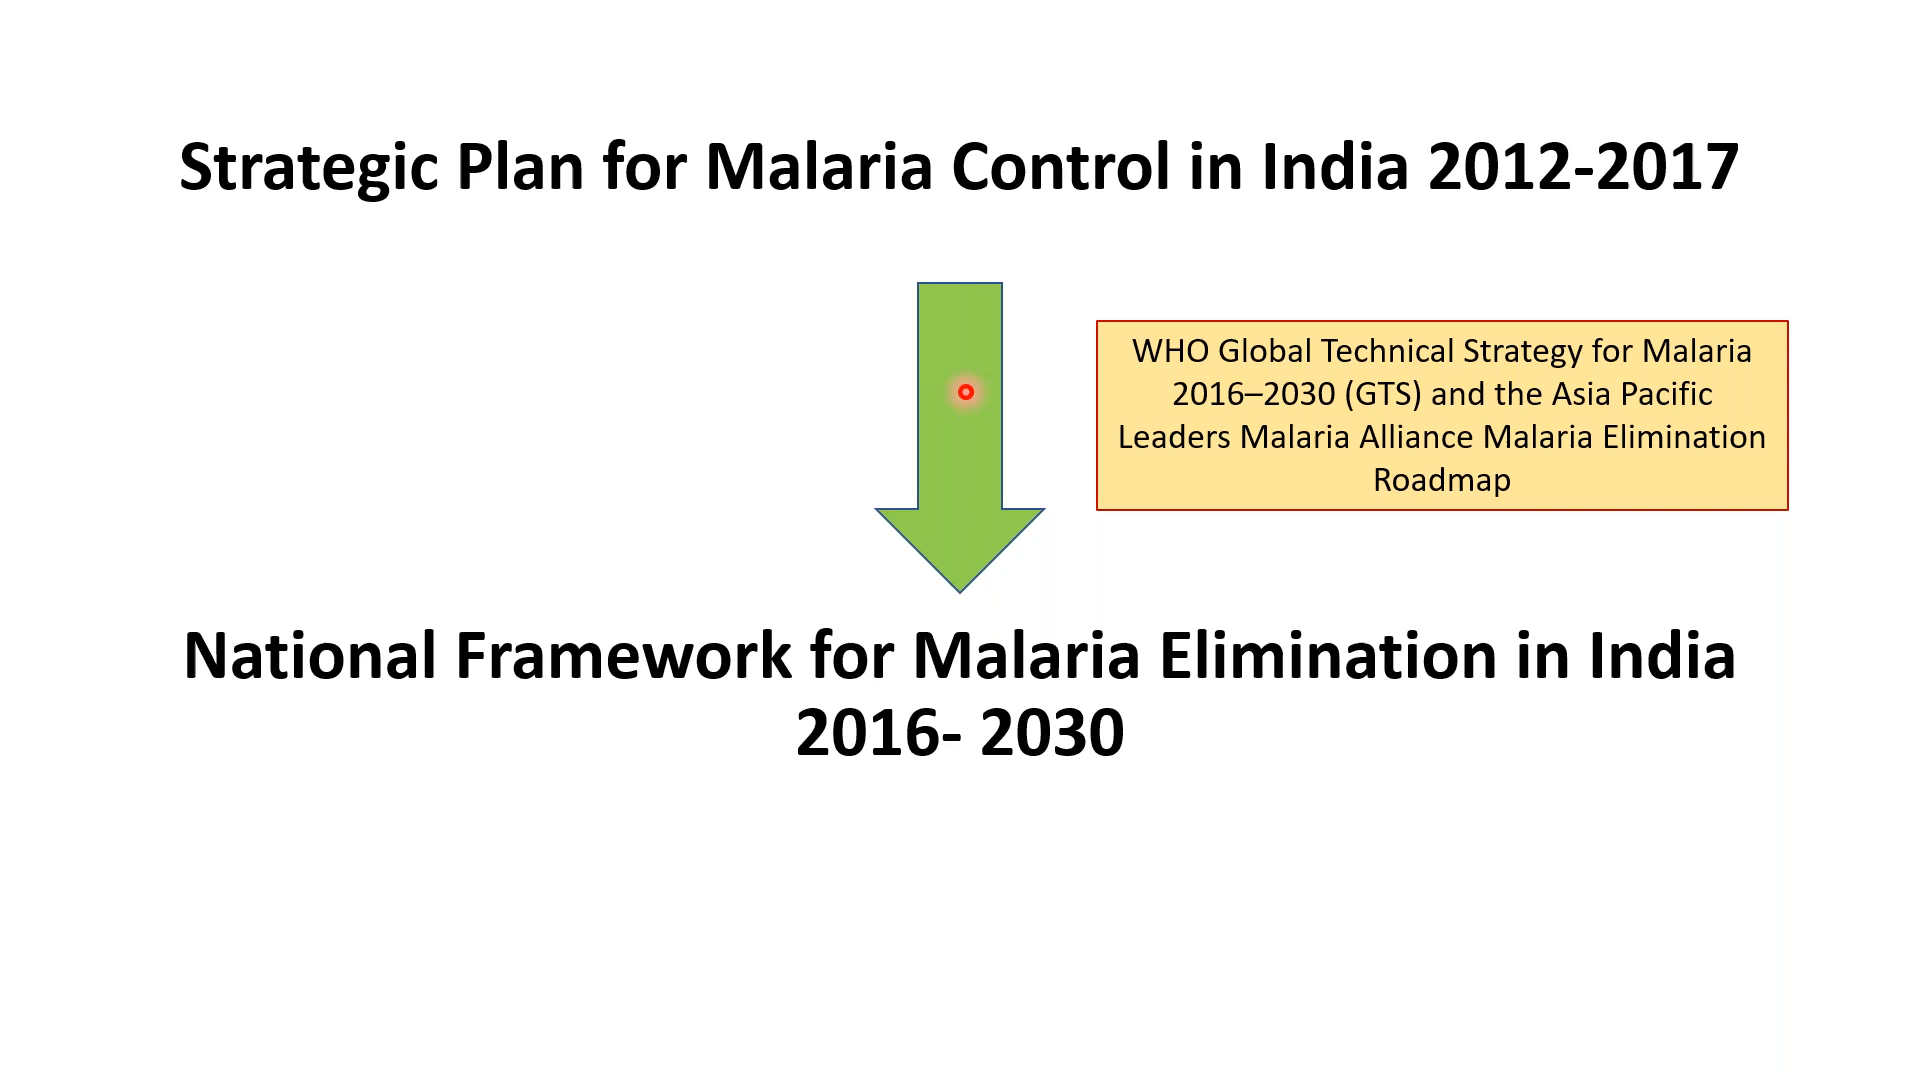 Strategic Plan for Malaria Control in India 2012-2017
WHO Global Technical Strategy for Malaria
2016–2030 (GTS) and the Asia Pacific
Leaders Malaria Alliance Malaria Elimination
Roadmap
National Framework for Malaria Elimination in India
2016- 2030